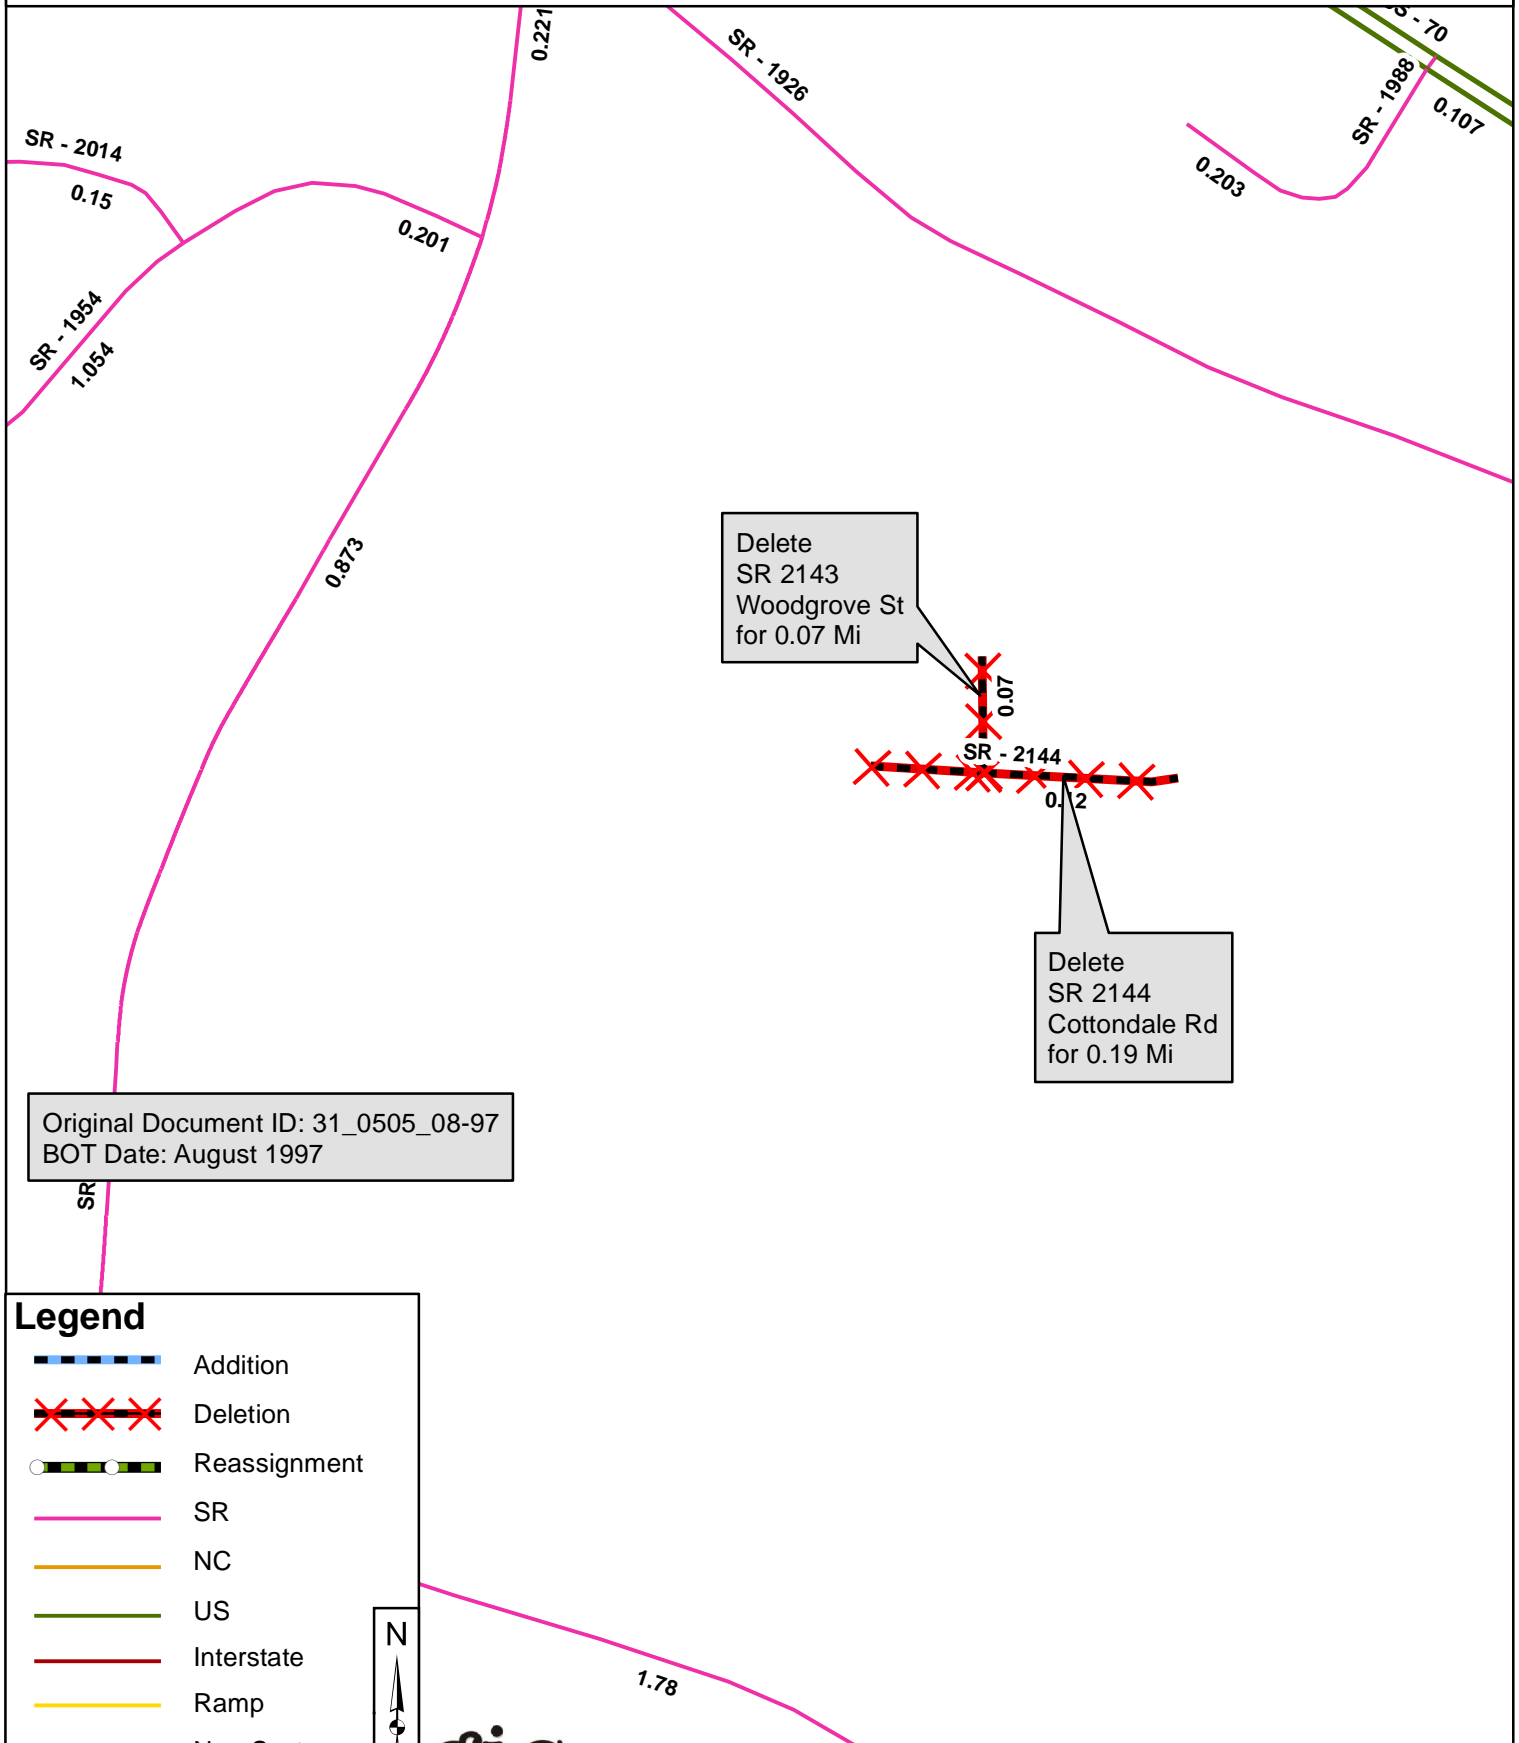 0.221
SR - 1926
- 70
SR - 1988
0.107
SR - 2014
0.15
0.203
0.201
SR - 1954
1.054
0.873
Delete
SR 2143
Woodgrove St
for 0.07 Mi
0.07
SR - 2144
Delete
SR 2144
Cottondale Rd
for 0.19 Mi
Original Document ID: 31_0505_08-97
BOT Date: August 1997
SR
Legend
Addition
Deletion
Reassignment
SR
NC
US
Interstate
Ramp
N
1.78